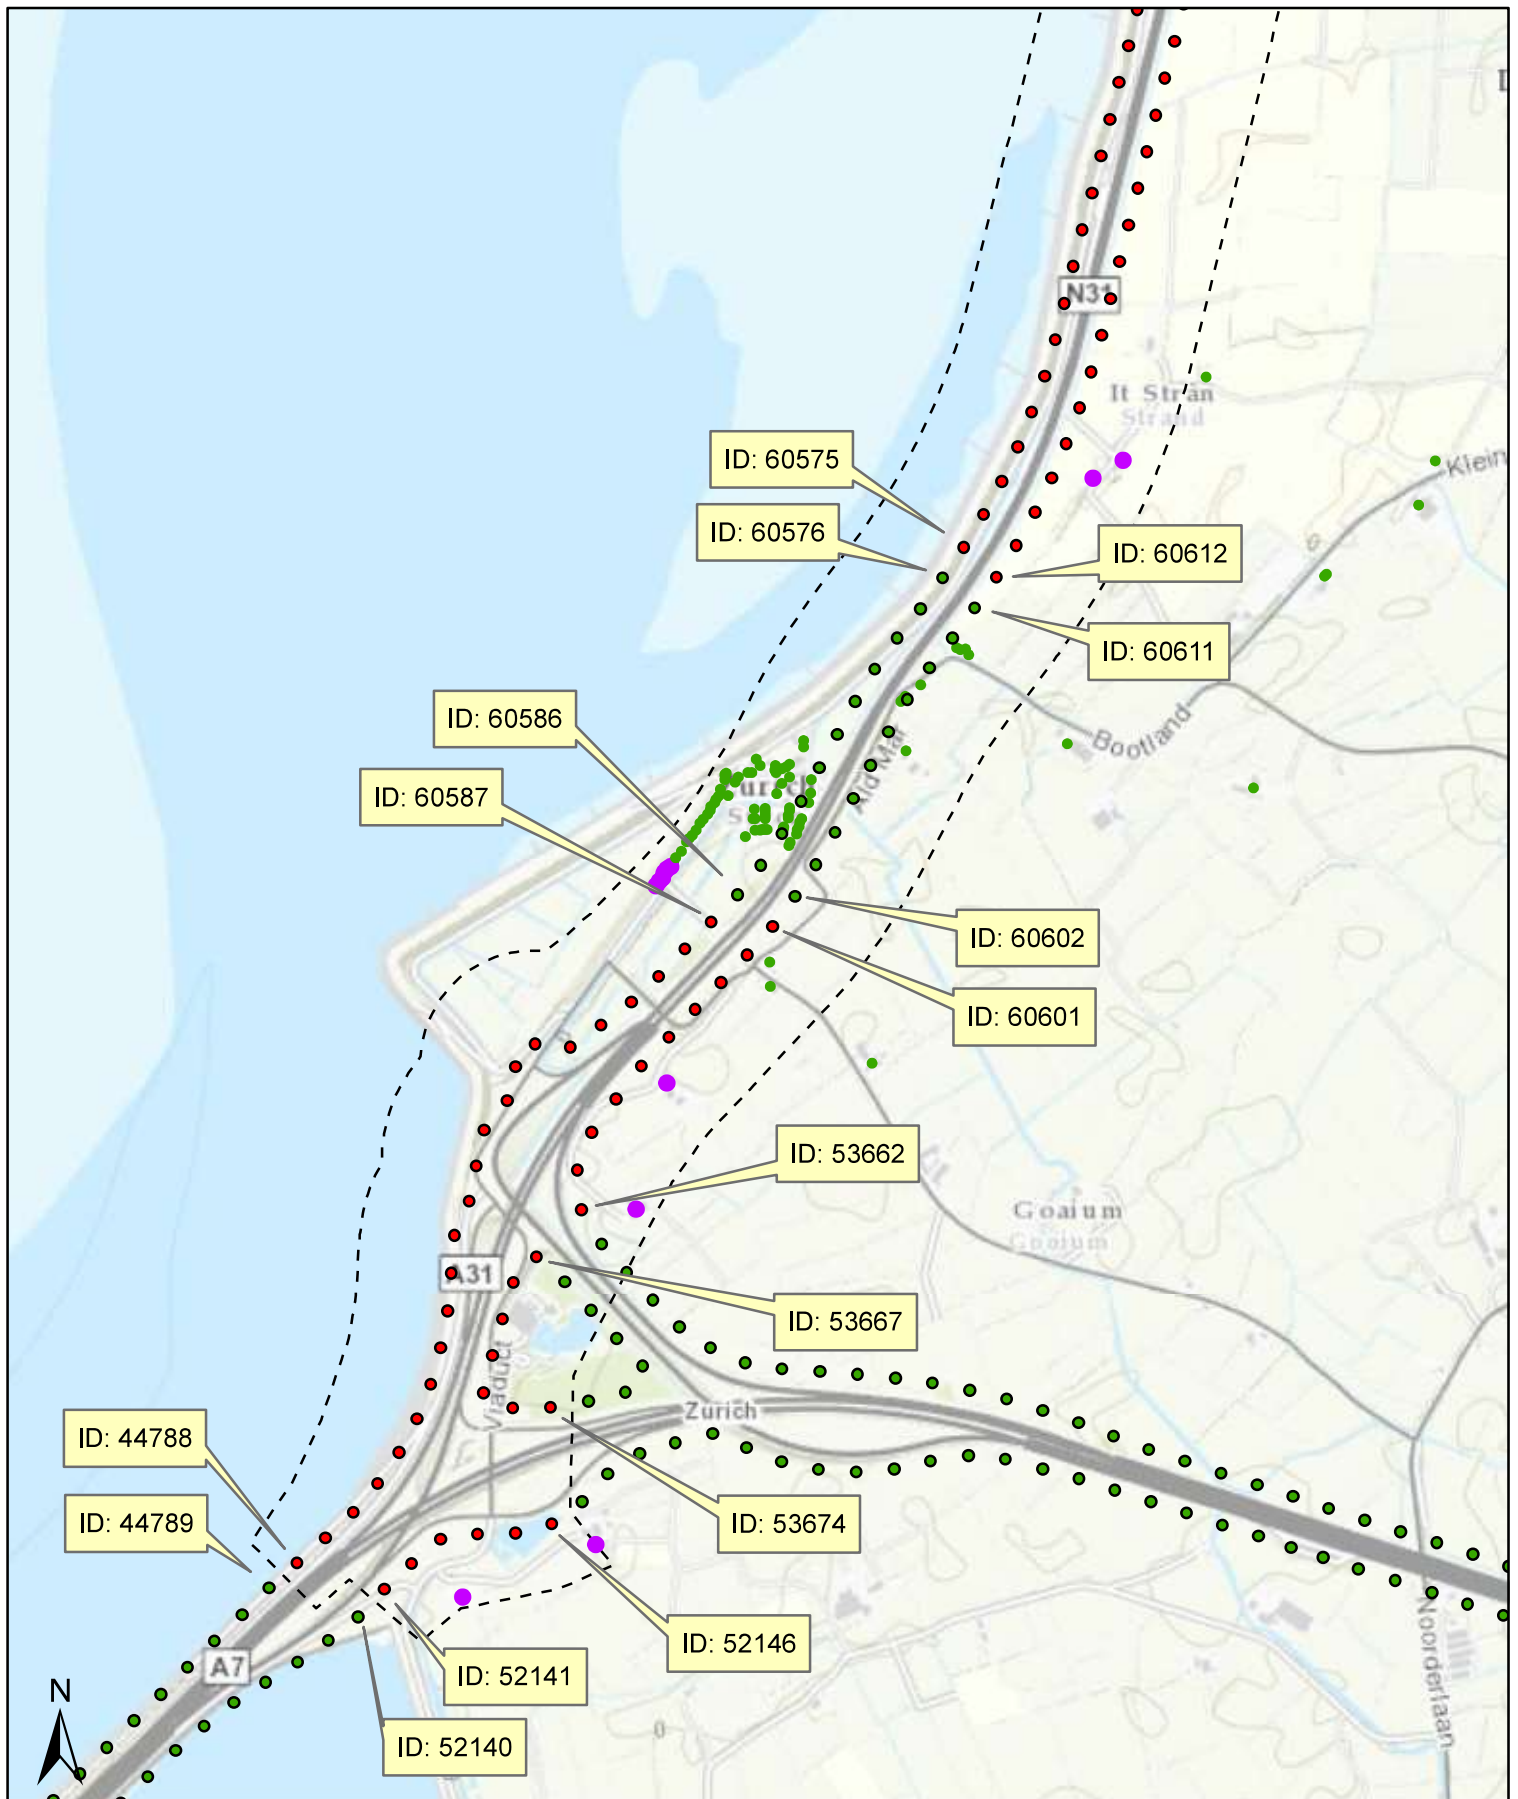 N31
It Strân
Strand
ID: 60575
Klein
ID: 60576
ID: 60612
ID: 60611
ID: 60586
Bootland
ID: 60587
ID: 60602
ID: 60601
ID: 53662
Goaium
Gooium
A31
ID: 53667
Viaduct
Zurich
ID: 44788
ID: 53674
ID: 44789
ID: 52146
Noorderlaan
A7
ID: 52141
N
ID: 52140